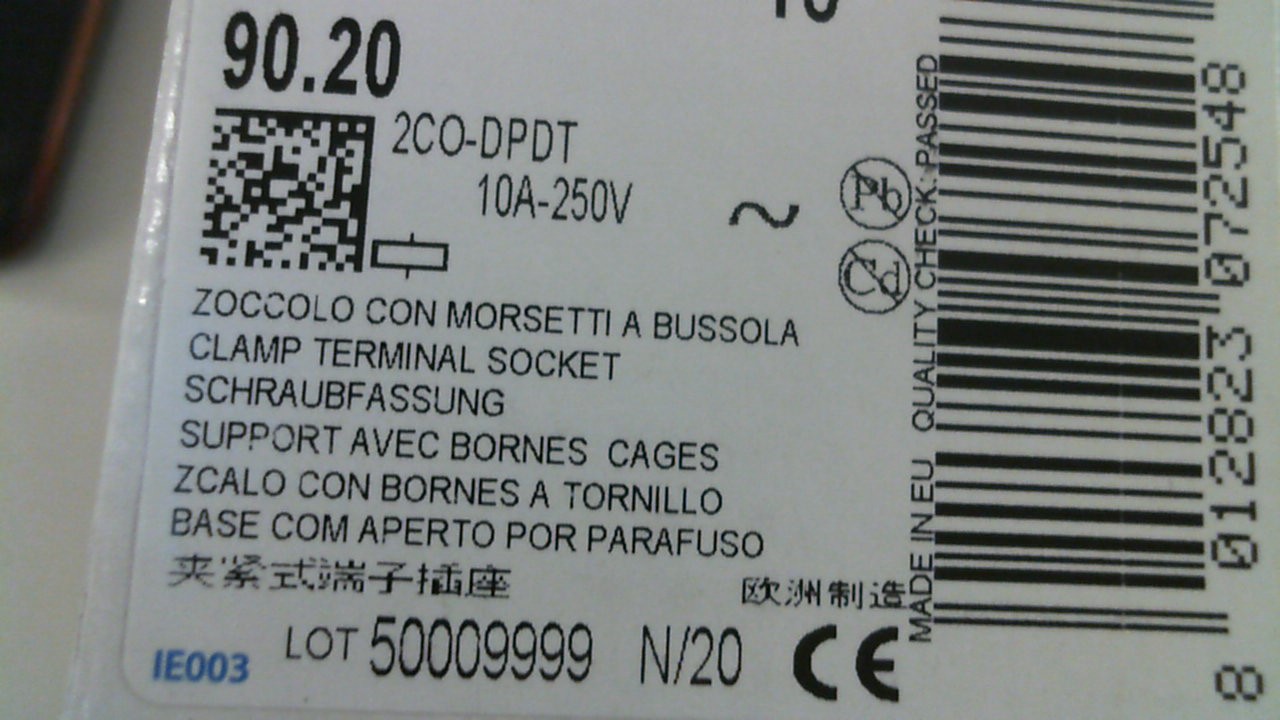 90.20
2CO-DPDT
10A-250V
~
Pb
Cd
ZOCCOLO CON MORSETTI A BUSSOLA
CLAMP TERMINAL SOCKET
SCHRAUBFASSUNG
SUPPORT AVEC BORNES CAGES
ZCALO CON BORNES A TORNILLO
BASE COM APERTO POR PARAFUSO
夹紧式端子插座
欧洲制造
LOT 50009999 N/20 CE
IE003
MADE IN EU QUALITY CHECK: PASSED
8 012823 072548